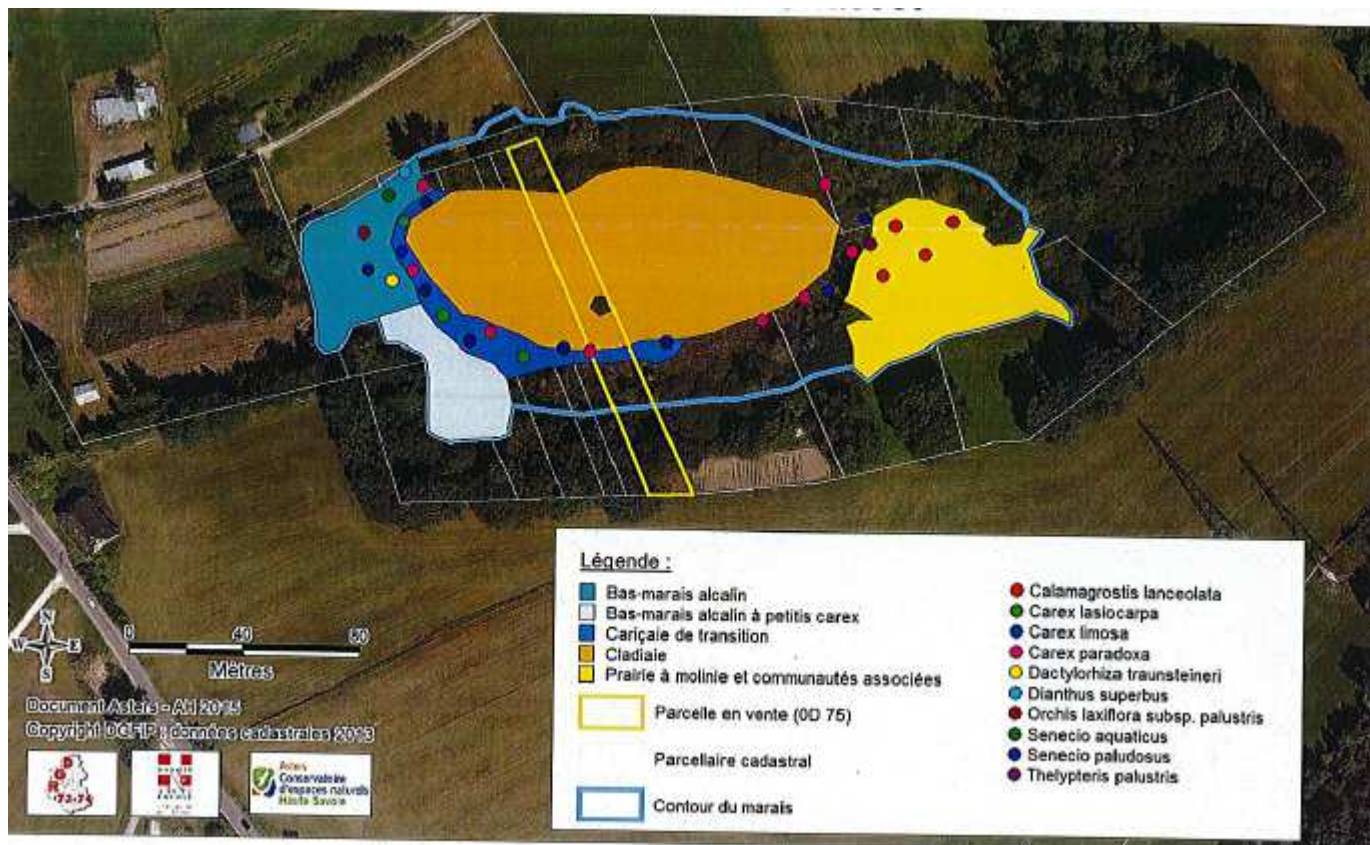 Légende :
Bas-marais alcalin
Bas-marais alcalin à petitis carex
Cariçaie de transition
Cladiaie
Prairie à molinie et communautés associées
Parcelle en vente (0D 75)
Parcellaire cadastral
Contour du marais
Calamagrostis lanceolata
Carex lasiocarpa
Carex limosa
Carex paradoxa
Dactylorhiza traunsteineri
Dianthus superbus
Orchis laxiflora subsp. palustris
Senecio aquaticus
Senecio paludosus
Thelypteris palustris
N
W E
S
0 40 80
Mètres
Document Asters - AH 2015
Copyright DGFIP : données cadastrales 2013
R G D
73-74
Asters
Conservatoire
d'espaces naturels
Haute Savoie